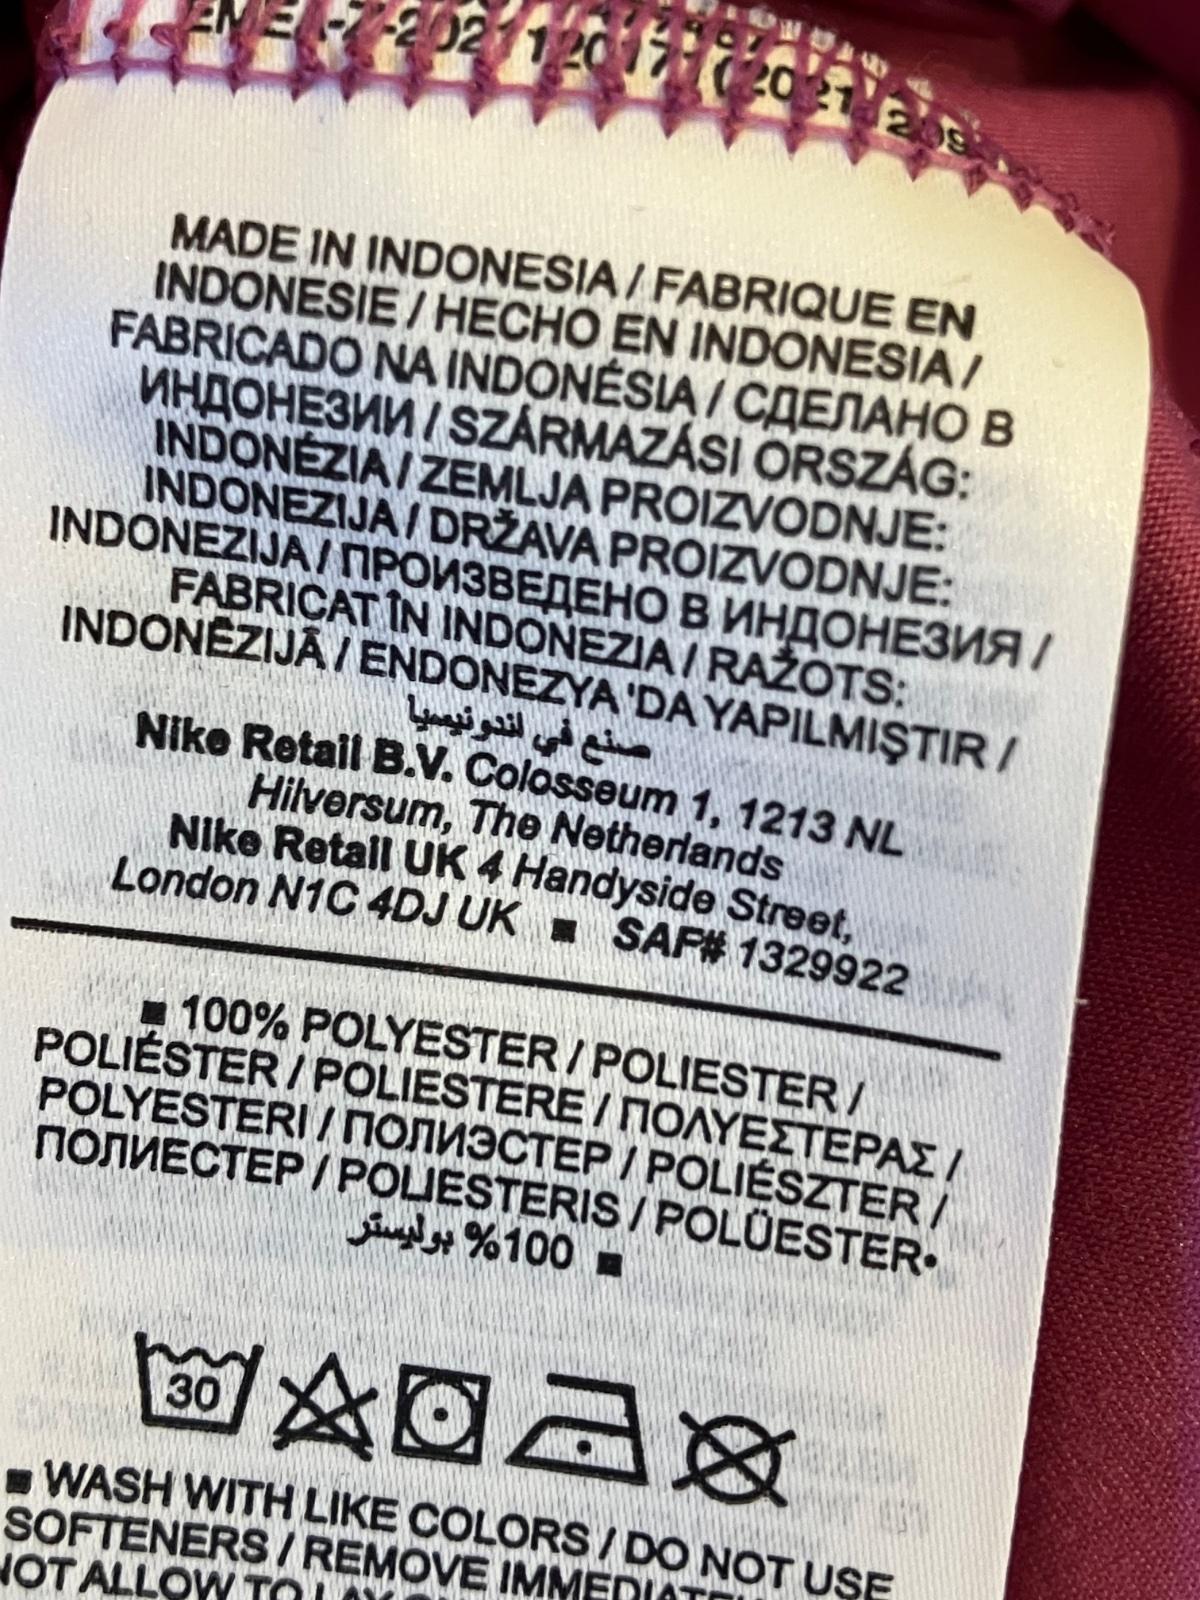 MADE IN INDONESIA / FABRIQUE EN
INDONESIE / HECHO EN INDONESIA /
FABRICADO NA INDONÉSIA / СДЕЛАНО В
ИНДОНЕЗИИ / SZÁRMAZÁSI ORSZÁG:
INDONÉZIA / ZEMLJA PROIZVODNJE:
INDONEZIJA / DRŽAVA PROIZVODNJE:
INDONEZIJA / ПРОИЗВЕДЕНО В ИНДОНЕЗИЯ /
FABRICAT ÎN INDONEZIA / RAŽOTS:
INDONĒZIJĀ / ENDONEZYA 'DA YAPILMIŞTIR /
صنع في اندونيسيا
Nike Retail B.V. Colosseum 1, 1213 NL
Hilversum, The Netherlands
Nike Retail UK 4 Handyside Street,
London N1C 4DJ UK ■ SAP# 1329922
■ 100% POLYESTER / POLIESTER /
POLIÉSTER / POLIESTERE / ΠΟΛΥΕΣΤΕΡΑΣ /
POLYESTERI / ПОЛИЭСТЕР / POLIÉSZTER /
ПОЛИЕСТЕР / POLIESTERIS / POLÜESTER•
100% بوليستر ■
30
■ WASH WITH LIKE COLORS / DO NOT USE
SOFTENERS / REMOVE
NOT ALLOW TO